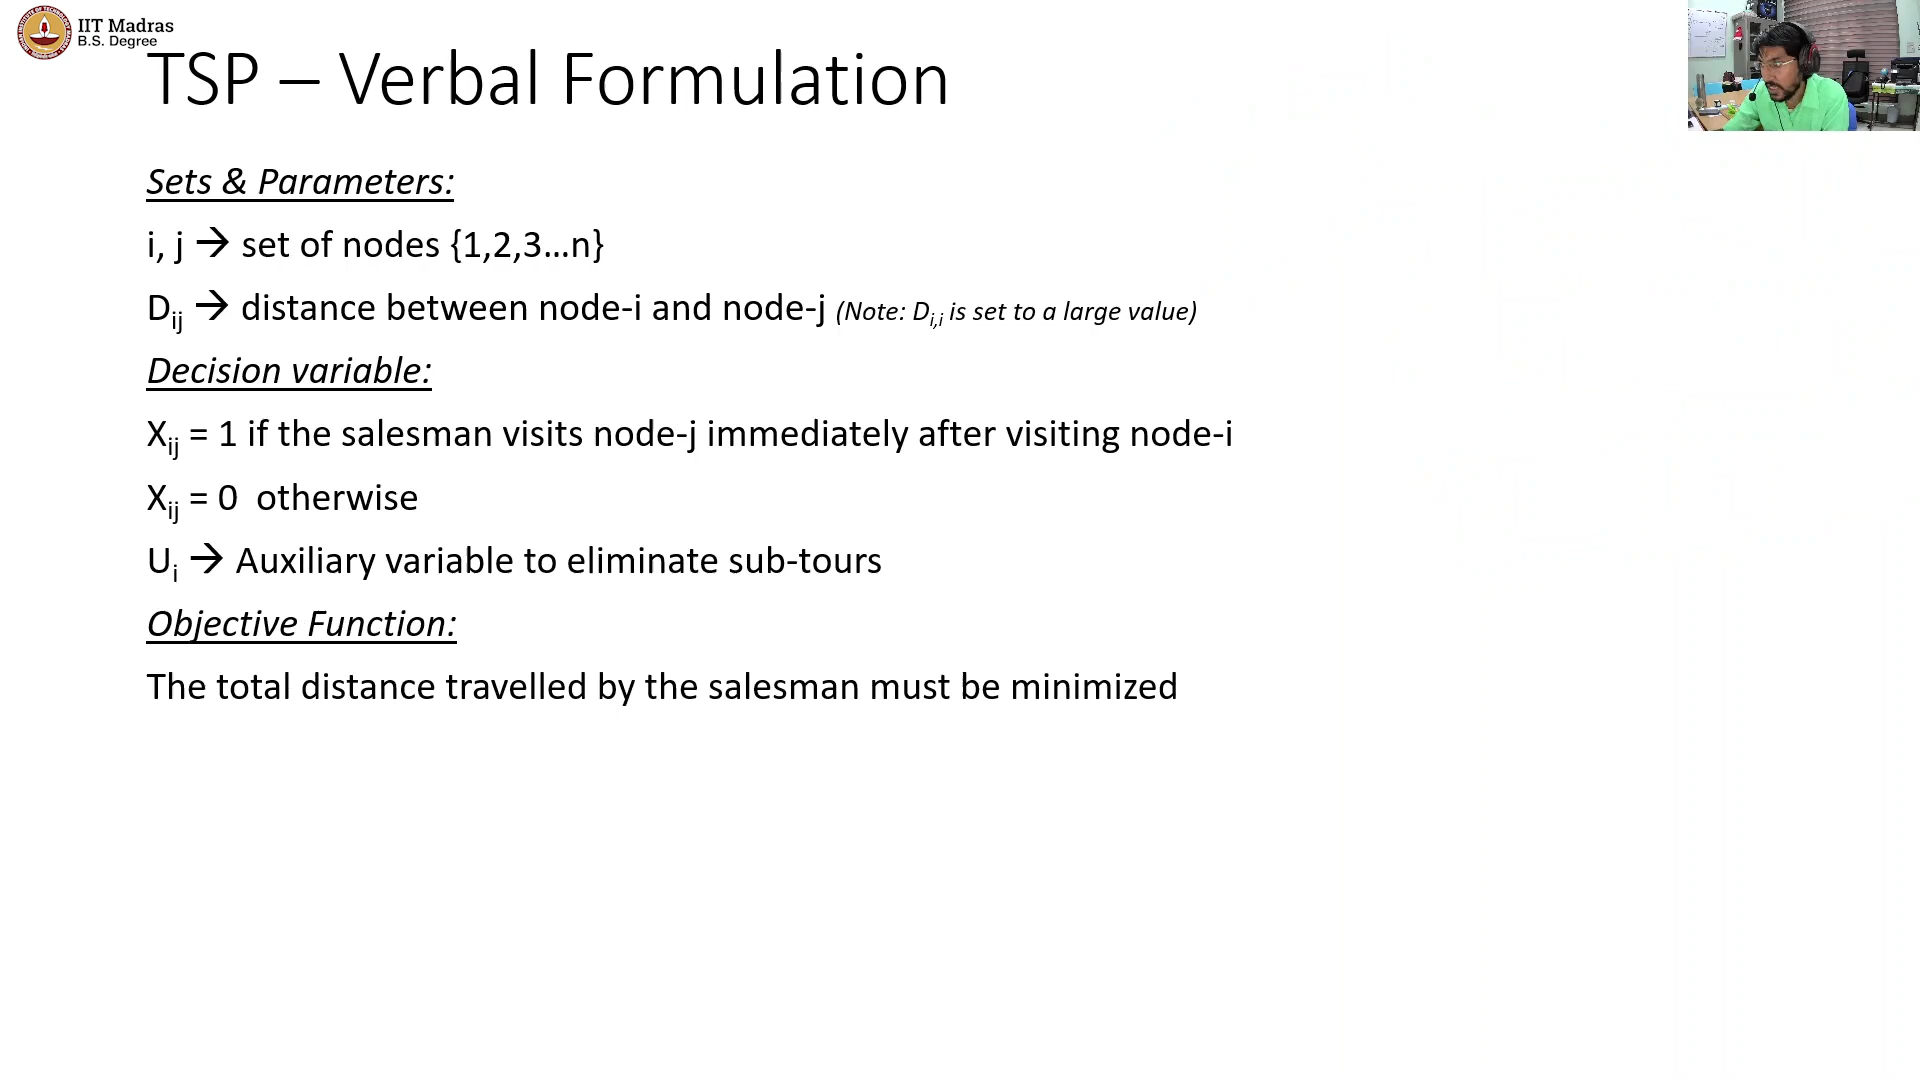 IIT Madras
B.S. Degree
TSP – Verbal Formulation
Sets & Parameters:
i, j → set of nodes {1,2,3…n}
Dij → distance between node-i and node-j (Note: Di,i is set to a large value)
Decision variable:
Xij = 1 if the salesman visits node-j immediately after visiting node-i
Xij = 0 otherwise
Ui → Auxiliary variable to eliminate sub-tours
Objective Function:
The total distance travelled by the salesman must be minimized